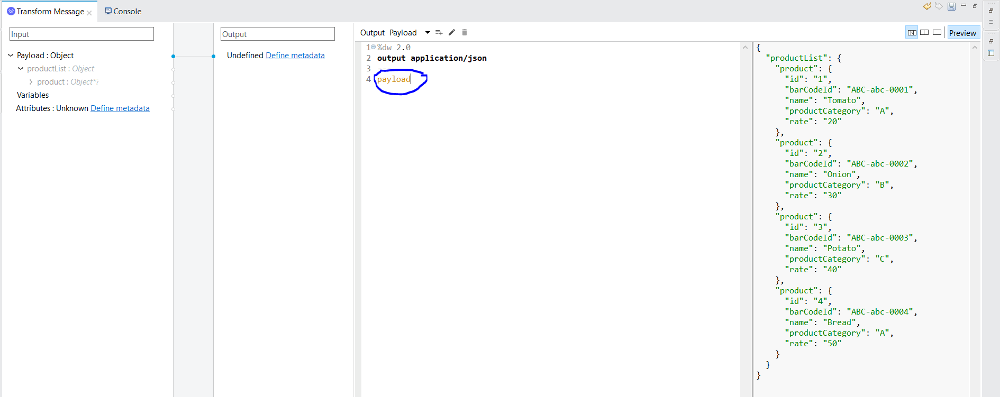 Transform Message
Console
Input
Output
Payload : Object
productList : Object
product : Object*?
Variables
Attributes : Unknown Define metadata
Undefined Define metadata
Output Payload
Preview
1 %dw 2.0
2 output application/json
3 ---
4 payload
{
"productList": {
"product": {
"id": "1",
"barCodeId": "ABC-abc-0001",
"name": "Tomato",
"productCategory": "A",
"rate": "20"
},
"product": {
"id": "2",
"barCodeId": "ABC-abc-0002",
"name": "Onion",
"productCategory": "B",
"rate": "30"
},
"product": {
"id": "3",
"barCodeId": "ABC-abc-0003",
"name": "Potato",
"productCategory": "C",
"rate": "40"
},
"product": {
"id": "4",
"barCodeId": "ABC-abc-0004",
"name": "Bread",
"productCategory": "A",
"rate": "50"
}
}
}